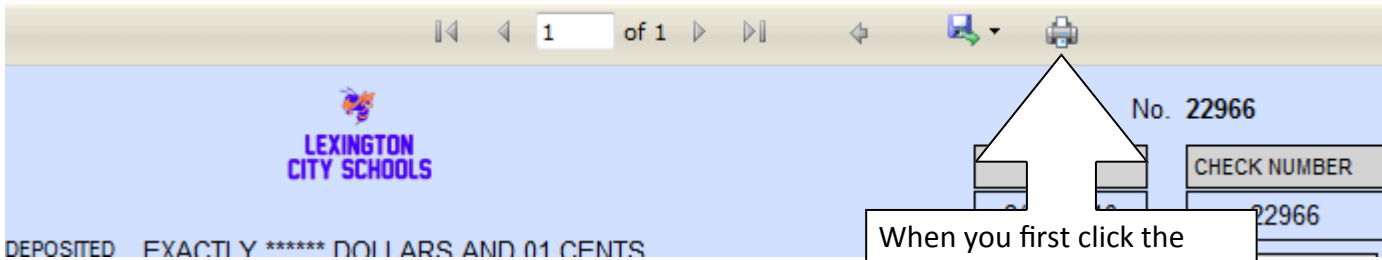 1 of 1
LEXINGTON
CITY SCHOOLS
No. 22966
CHECK NUMBER
22966
DEPOSITED EXACTLY ****** DOLLARS AND 01 CENTS
When you first click the